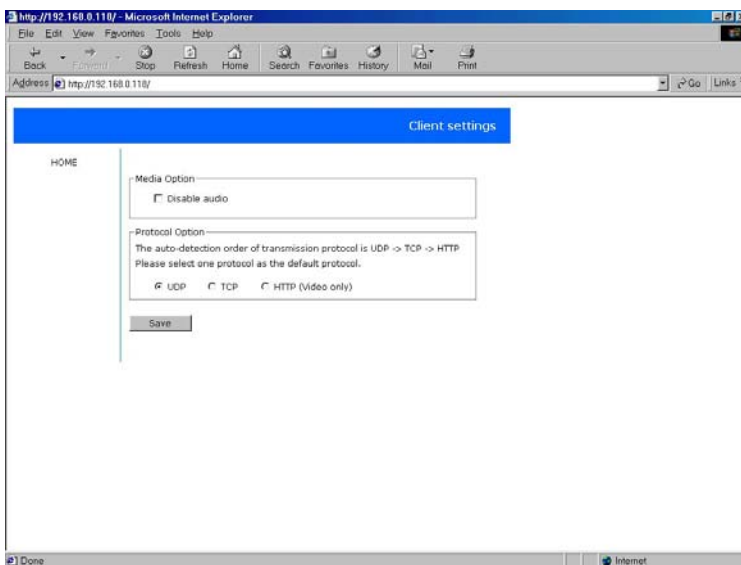 http://192.168.0.118/ - Microsoft Internet Explorer
File Edit View Favorites Tools Help
Back Forward Stop Refresh Home Search Favorites History Mail Print
Address http://192.168.0.118/ Go Links
Client settings
HOME
Media Option
Disable audio
Protocol Option
The auto-detection order of transmission protocol is UDP -> TCP -> HTTP
Please select one protocol as the default protocol.
UDP TCP HTTP (Video only)
Save
Done Internet